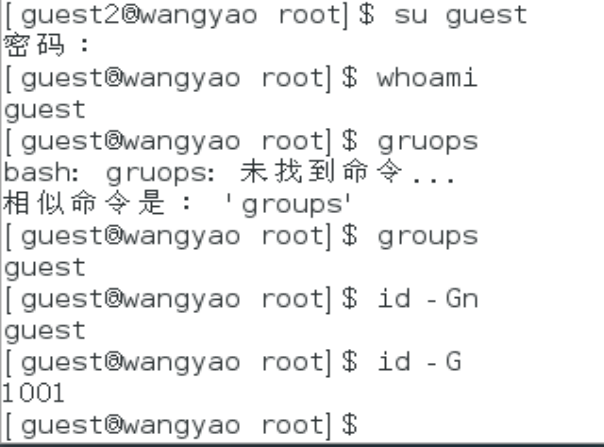 [guest2@wangyao root]$ su guest
密码：
[guest@wangyao root]$ whoami
guest
[guest@wangyao root]$ gruops
bash: gruops: 未找到命令...
相似命令是： 'groups'
[guest@wangyao root]$ groups
guest
[guest@wangyao root]$ id -Gn
guest
[guest@wangyao root]$ id -G
1001
[guest@wangyao root]$